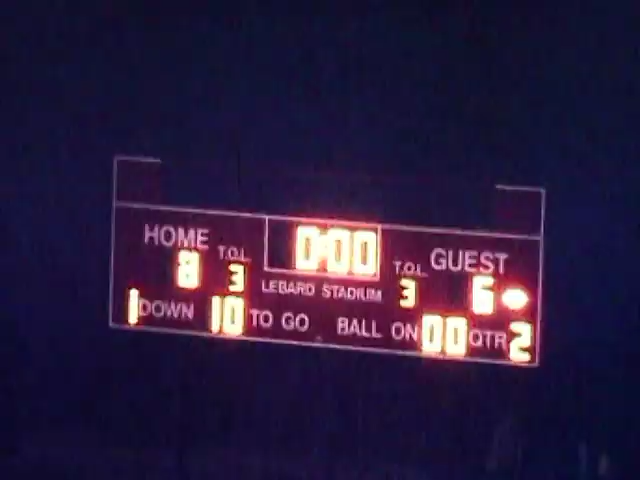 0:00
HOME T.O.L. T.O.L. GUEST
8 3 LEBARD STADIUM 3 6
1 DOWN 10 TO GO BALL ON 00 QTR 2